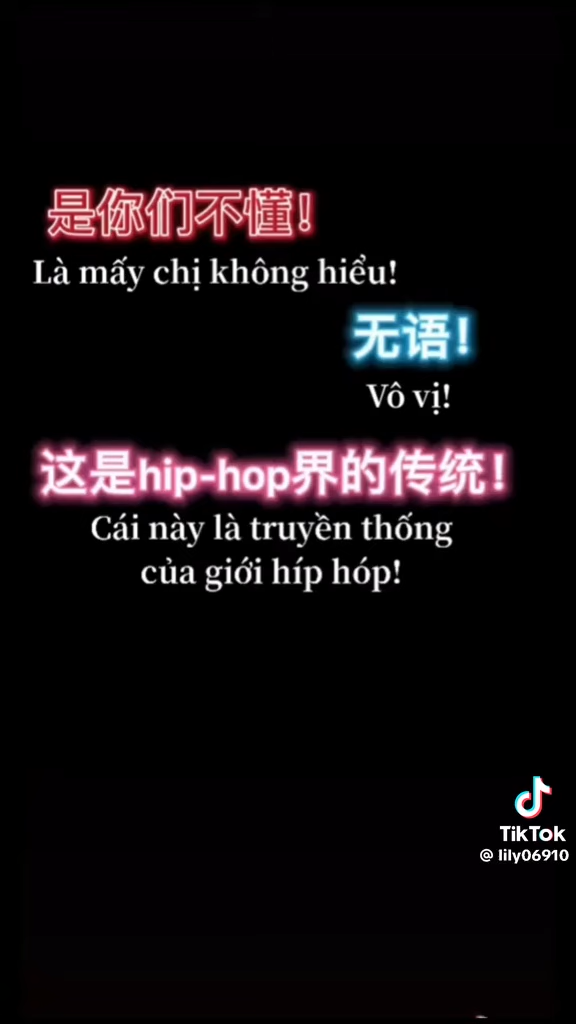 是你们不懂！
Là mấy chị không hiểu!
无语！
Vô vị!
这是hip-hop界的传统！
Cái này là truyền thống
của giới híp hóp!
TikTok
@ lily06910